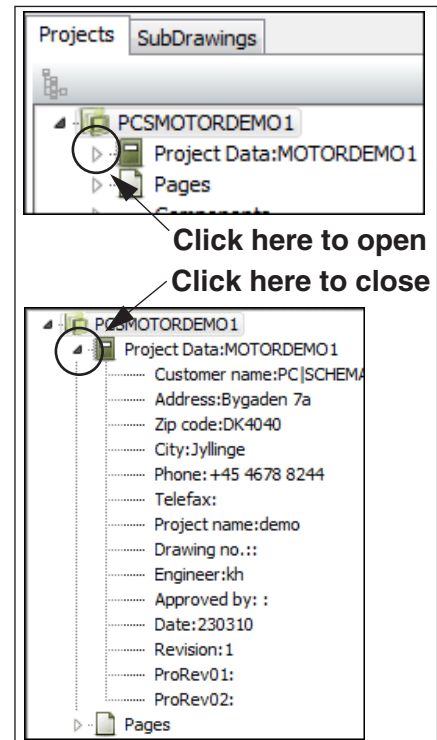 Projects SubDrawings
PCSMOTORDEMO1
Project Data:MOTORDEMO1
Pages
Components
Click here to open
Click here to close
PCSMOTORDEMO1
Project Data:MOTORDEMO1
Customer name:PC|SCHEMA
Address:Bygaden 7a
Zip code:DK4040
City:Jyllinge
Phone:+45 4678 8244
Telefax:
Project name:demo
Drawing no.::
Engineer:kh
Approved by: :
Date:230310
Revision:1
ProRev01:
ProRev02:
Pages